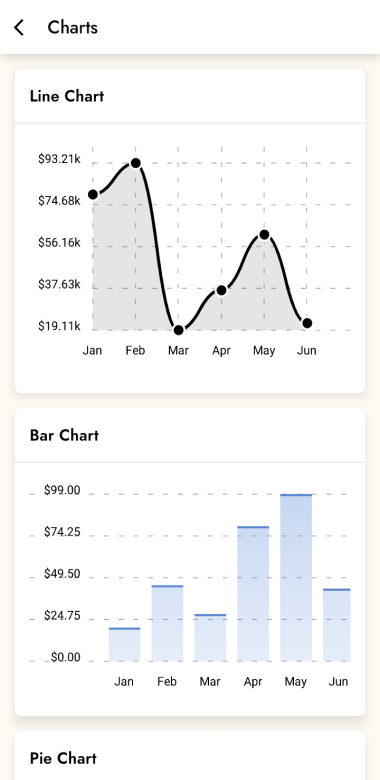 Charts
Line Chart
$93.21k
$74.68k
$56.16k
$37.63k
$19.11k
Jan Feb Mar Apr May Jun
Bar Chart
$99.00
$74.25
$49.50
$24.75
$0.00
Jan Feb Mar Apr May Jun
Pie Chart